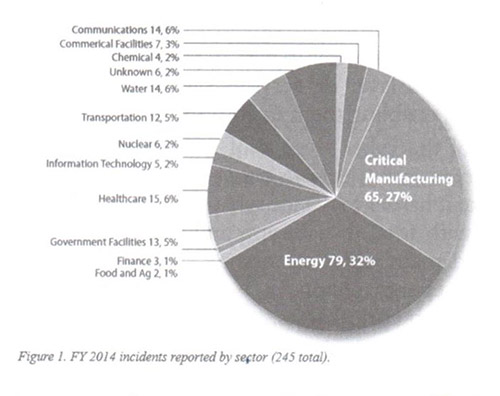 Communications 14, 6%
Commerical Facilities 7, 3%
Chemical 4, 2%
Unknown 6, 2%
Water 14, 6%
Transportation 12, 5%
Nuclear 6, 2%
Information Technology 5, 2%
Healthcare 15, 6%
Government Facilities 13, 5%
Finance 3, 1%
Food and Ag 2, 1%
Critical
Manufacturing
65, 27%
Energy 79, 32%
Figure 1. FY 2014 incidents reported by sector (245 total).